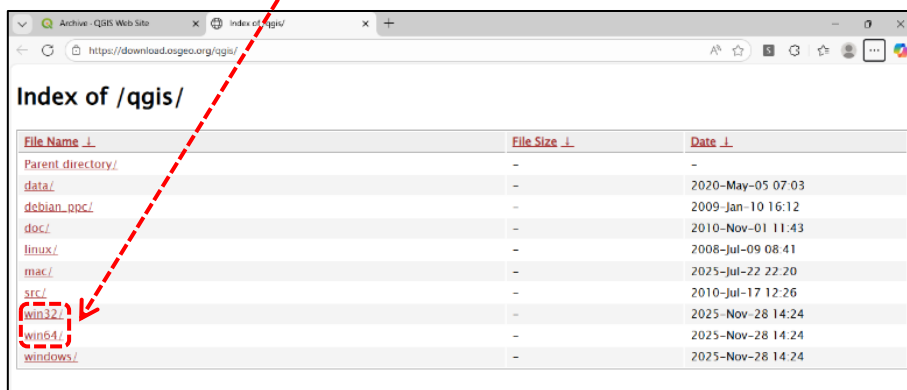 Archive - QGIS Web Site
Index of /qgis/
https://download.osgeo.org/qgis/
Index of /qgis/
File Name ↓ File Size ↓ Date ↓
Parent directory/ - -
data/ - 2020-May-05 07:03
debian_ppc/ - 2009-Jan-10 16:12
doc/ - 2010-Nov-01 11:43
linux/ - 2008-Jul-09 08:41
mac/ - 2025-Jul-22 22:20
src/ - 2010-Jul-17 12:26
win32/ - 2025-Nov-28 14:24
win64/ - 2025-Nov-28 14:24
windows/ - 2025-Nov-28 14:24